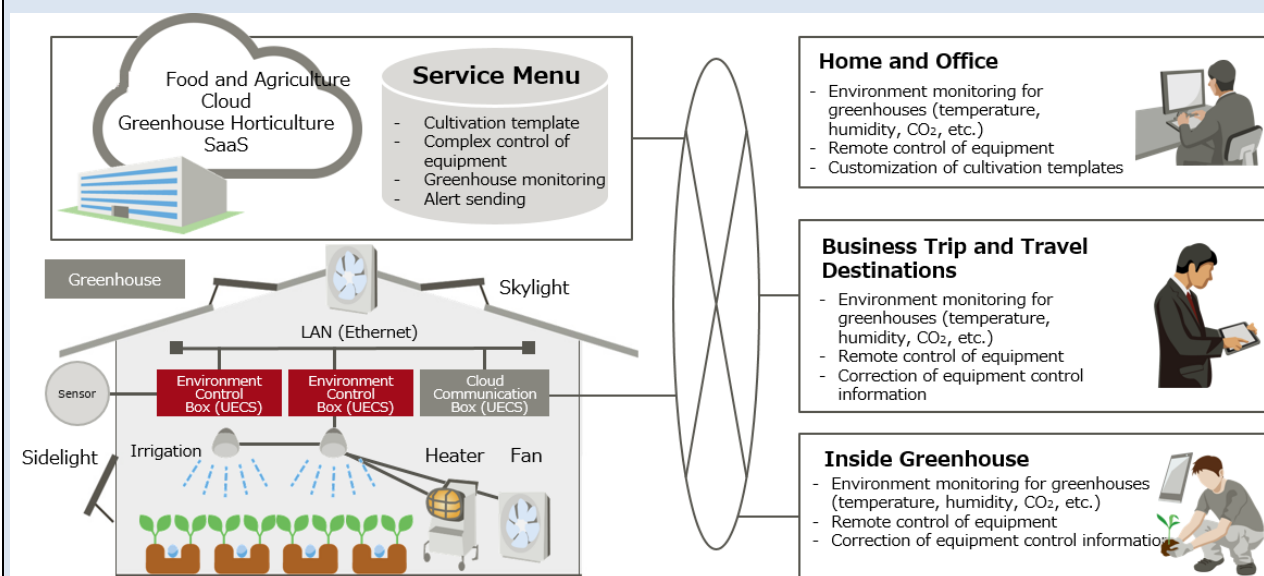 Food and Agriculture
Cloud
Greenhouse Horticulture
SaaS
Service Menu
- Cultivation template
- Complex control of
equipment
- Greenhouse monitoring
- Alert sending
Greenhouse
Skylight
LAN (Ethernet)
Sensor
Environment
Control
Box (UECS)
Environment
Control
Box (UECS)
Cloud
Communication
Box (UECS)
Sidelight
Irrigation
Heater
Fan
Home and Office
- Environment monitoring for
greenhouses (temperature,
humidity, CO₂, etc.)
- Remote control of equipment
- Customization of cultivation templates
Business Trip and Travel
Destinations
- Environment monitoring for
greenhouses (temperature,
humidity, CO₂, etc.)
- Remote control of equipment
- Correction of equipment control
information
Inside Greenhouse
- Environment monitoring for greenhouses
(temperature, humidity, CO₂, etc.)
- Remote control of equipment
- Correction of equipment control information